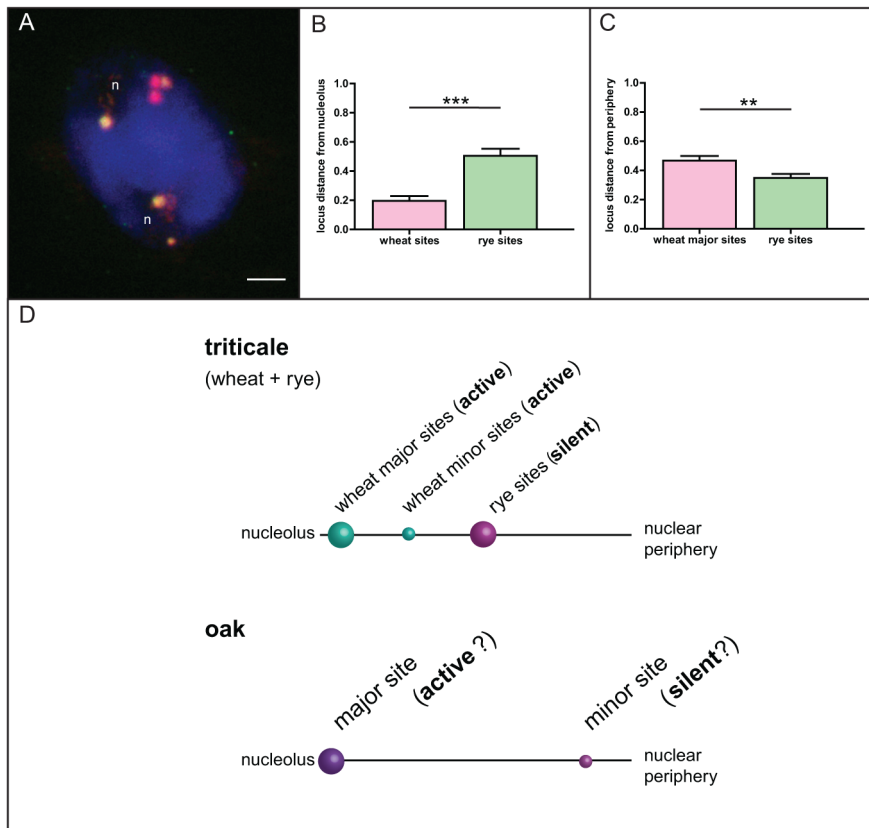 A
n
n
B
locus distance from nucleolus
1.0
0.8
0.6
0.4
0.2
0.0
***
wheat sites
rye sites
C
locus distance from periphery
1.0
0.8
0.6
0.4
0.2
0.0
**
wheat major sites
rye sites
D
triticale
(wheat + rye)
wheat major sites (active)
wheat minor sites (active)
rye sites (silent)
nucleolus
nuclear
periphery
oak
major site
(active?)
minor site
(silent?)
nucleolus
nuclear
periphery